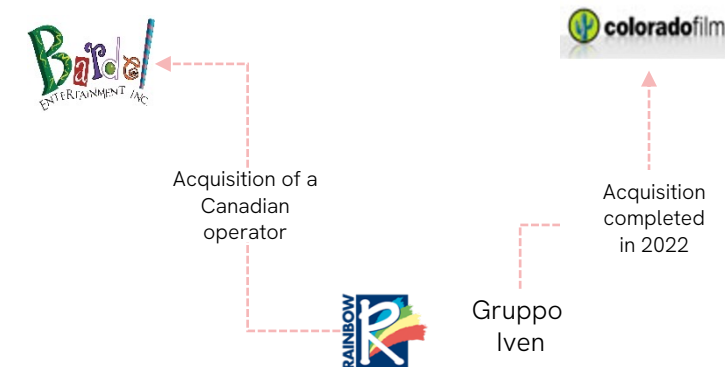 Bardel
ENTERTAINMENT INC.
coloradofilm
Acquisition of a
Canadian
operator
Acquisition
completed
in 2022
RAINBOW
R
Gruppo
Iven